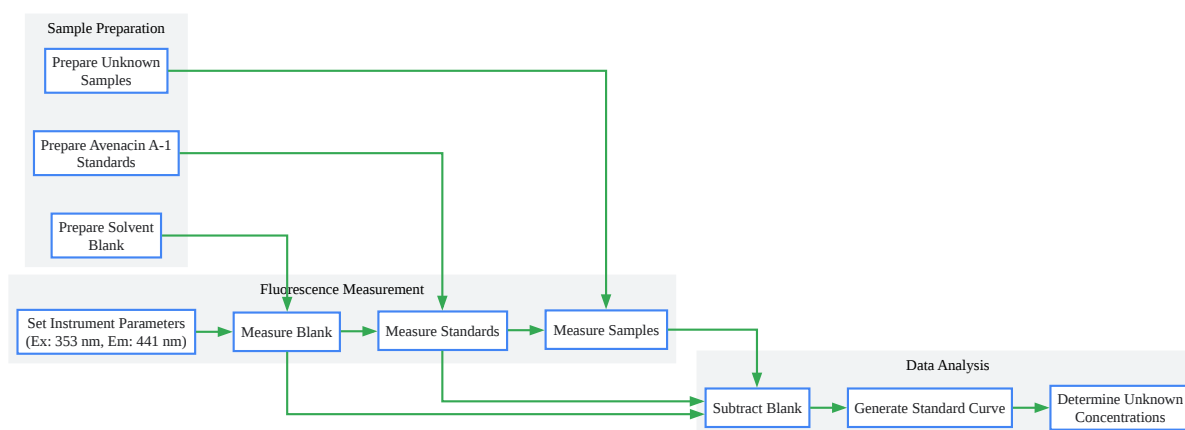 Sample Preparation
Prepare Unknown
Samples
Prepare Avenacin A-1
Standards
Prepare Solvent
Blank
Fluorescence Measurement
Set Instrument Parameters
(Ex: 353 nm, Em: 441 nm)
Measure Blank
Measure Standards
Measure Samples
Data Analysis
Subtract Blank
Generate Standard Curve
Determine Unknown
Concentrations